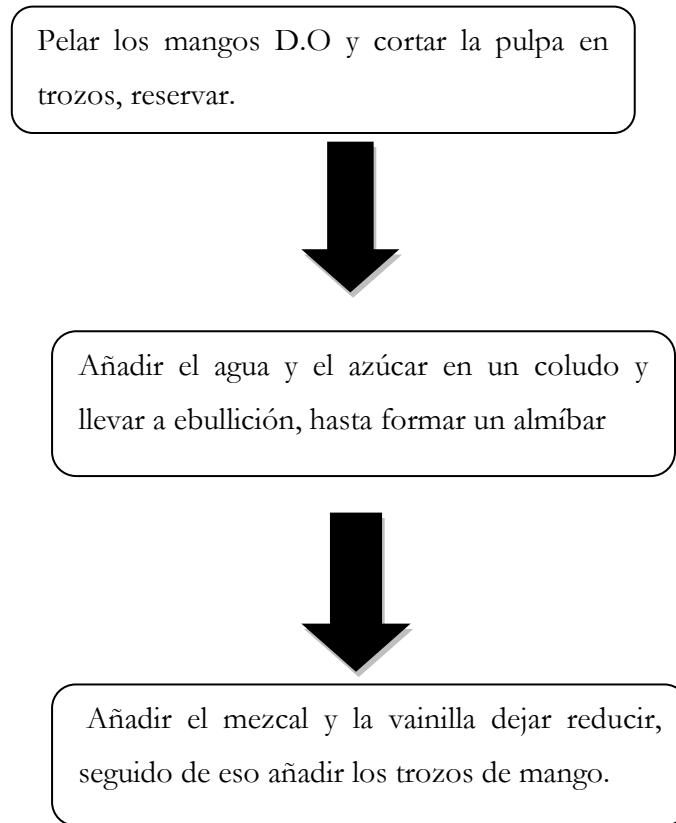 Pelar los mangos D.O y cortar la pulpa en
trozos, reservar.
Añadir el agua y el azúcar en un coludo y
llevar a ebullición, hasta formar un almíbar
Añadir el mezcal y la vainilla dejar reducir,
seguido de eso añadir los trozos de mango.